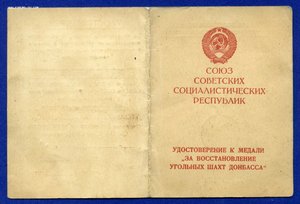 СОЮЗ
СОВЕТСКИХ
СОЦИАЛИСТИЧЕСКИХ
РЕСПУБЛИК
УДОСТОВЕРЕНИЕ К МЕДАЛИ
„ЗА ВОССТАНОВЛЕНИЕ
УГОЛЬНЫХ ШАХТ ДОНБАССА“